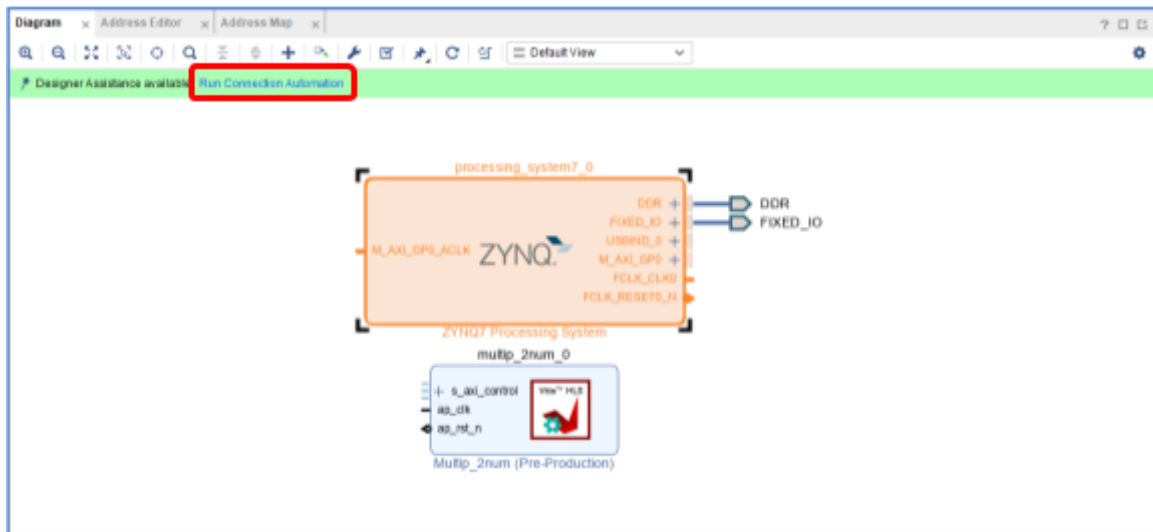 Diagram × Address Editor × Address Map × ?
Default View
Designer Assistance available Run Connection Automation
processing_system7_0
DDR +
FIXED_IO +
USBIND_0 +
M_AXI_GP0 +
FCLK_CLK0
FCLK_RESET0_N
M_AXI_GP0_ACLK
ZYNQ
DDR
FIXED_IO
ZYNQ7 Processing System
multip_2num_0
s_axi_control
ap_clk
ap_rst_n
Vitis™ HLS
Multip_2num (Pre-Production)